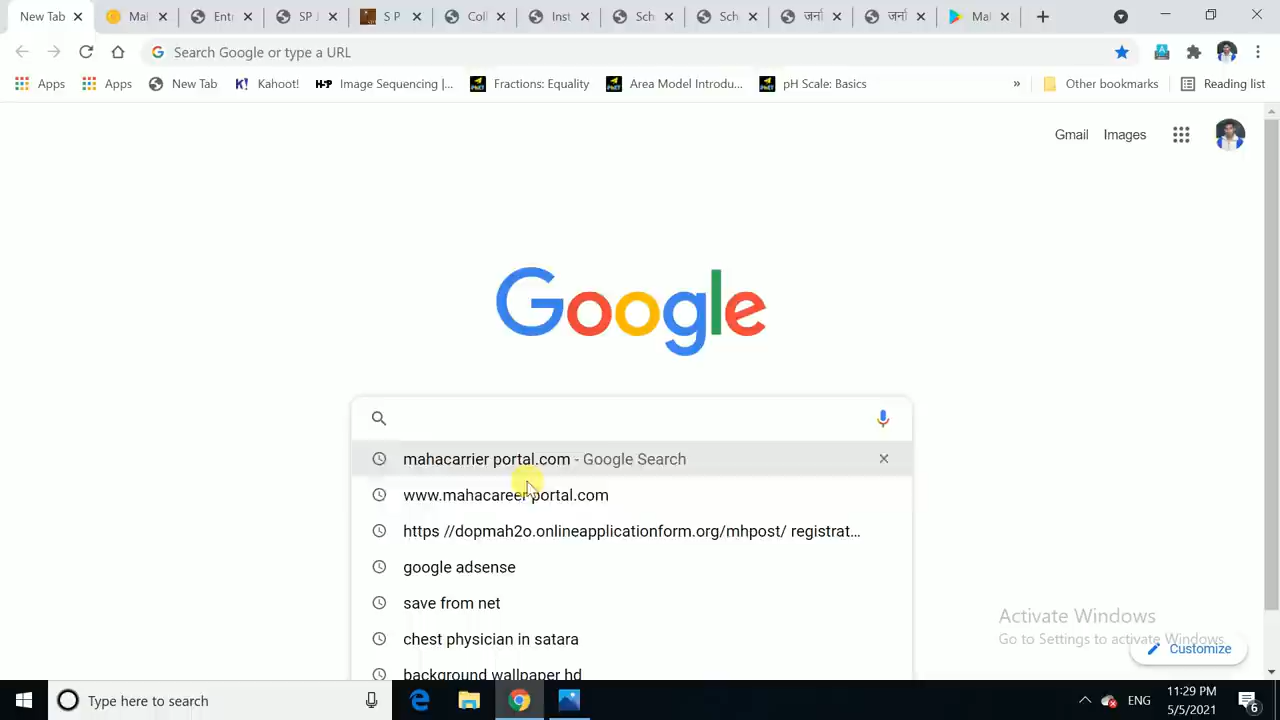 New Tab Mal Ent SP J S P Coll Inst Sch Sch जर्न जर्न Mal
Search Google or type a URL
Apps Apps New Tab K! Kahoot! H5P Image Sequencing |... Fractions: Equality Area Model Introdu... pH Scale: Basics » Other bookmarks Reading list
Gmail Images
Google
mahacarrier portal.com - Google Search
www.mahacareerportal.com
https //dopmah2o.onlineapplicationform.org/mhpost/ registrat...
google adsense
save from net
chest physician in satara
background wallpaper hd
Activate Windows
Go to Settings to activate Windows.
Customize
Type here to search
ENG
11:29 PM
5/5/2021
6